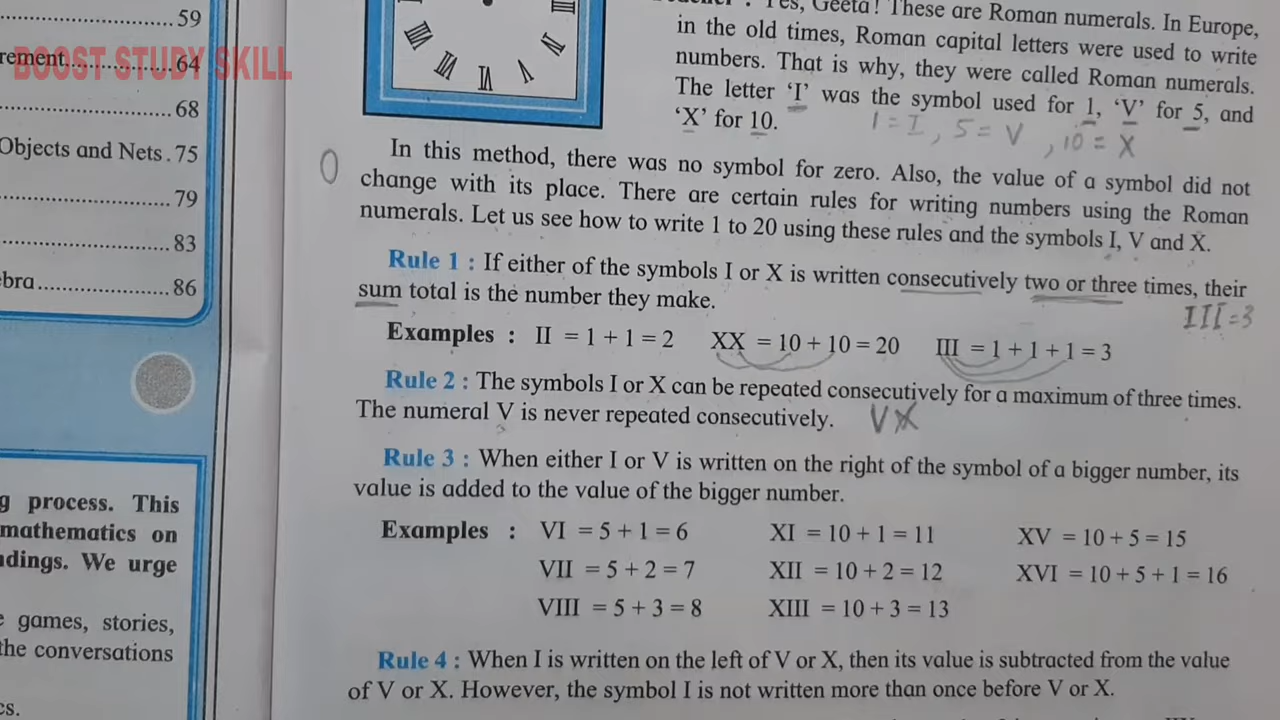 59
rement 64
BOOST STUDY SKILL
68
Objects and Nets . 75
79
83
bra 86
g process. This
mathematics on
dings. We urge
games, stories,
the conversations
cs.
VIII
VII
VI
V
IV
III
: Yes, Geeta! These are Roman numerals. In Europe,
in the old times, Roman capital letters were used to write
numbers. That is why, they were called Roman numerals.
The letter ‘I’ was the symbol used for 1, ‘V’ for 5, and
‘X’ for 10.
1 = I , 5 = V , 10 = X
0
In this method, there was no symbol for zero. Also, the value of a symbol did not
change with its place. There are certain rules for writing numbers using the Roman
numerals. Let us see how to write 1 to 20 using these rules and the symbols I, V and X.
Rule 1 : If either of the symbols I or X is written consecutively two or three times, their
sum total is the number they make.
III=3
Examples : II = 1 + 1 = 2 XX = 10 + 10 = 20 III = 1 + 1 + 1 = 3
Rule 2 : The symbols I or X can be repeated consecutively for a maximum of three times.
The numeral V is never repeated consecutively. V
Rule 3 : When either I or V is written on the right of the symbol of a bigger number, its
value is added to the value of the bigger number.
Examples : VI = 5 + 1 = 6 XI = 10 + 1 = 11 XV = 10 + 5 = 15
VII = 5 + 2 = 7 XII = 10 + 2 = 12 XVI = 10 + 5 + 1 = 16
VIII = 5 + 3 = 8 XIII = 10 + 3 = 13
Rule 4 : When I is written on the left of V or X, then its value is subtracted from the value
of V or X. However, the symbol I is not written more than once before V or X.